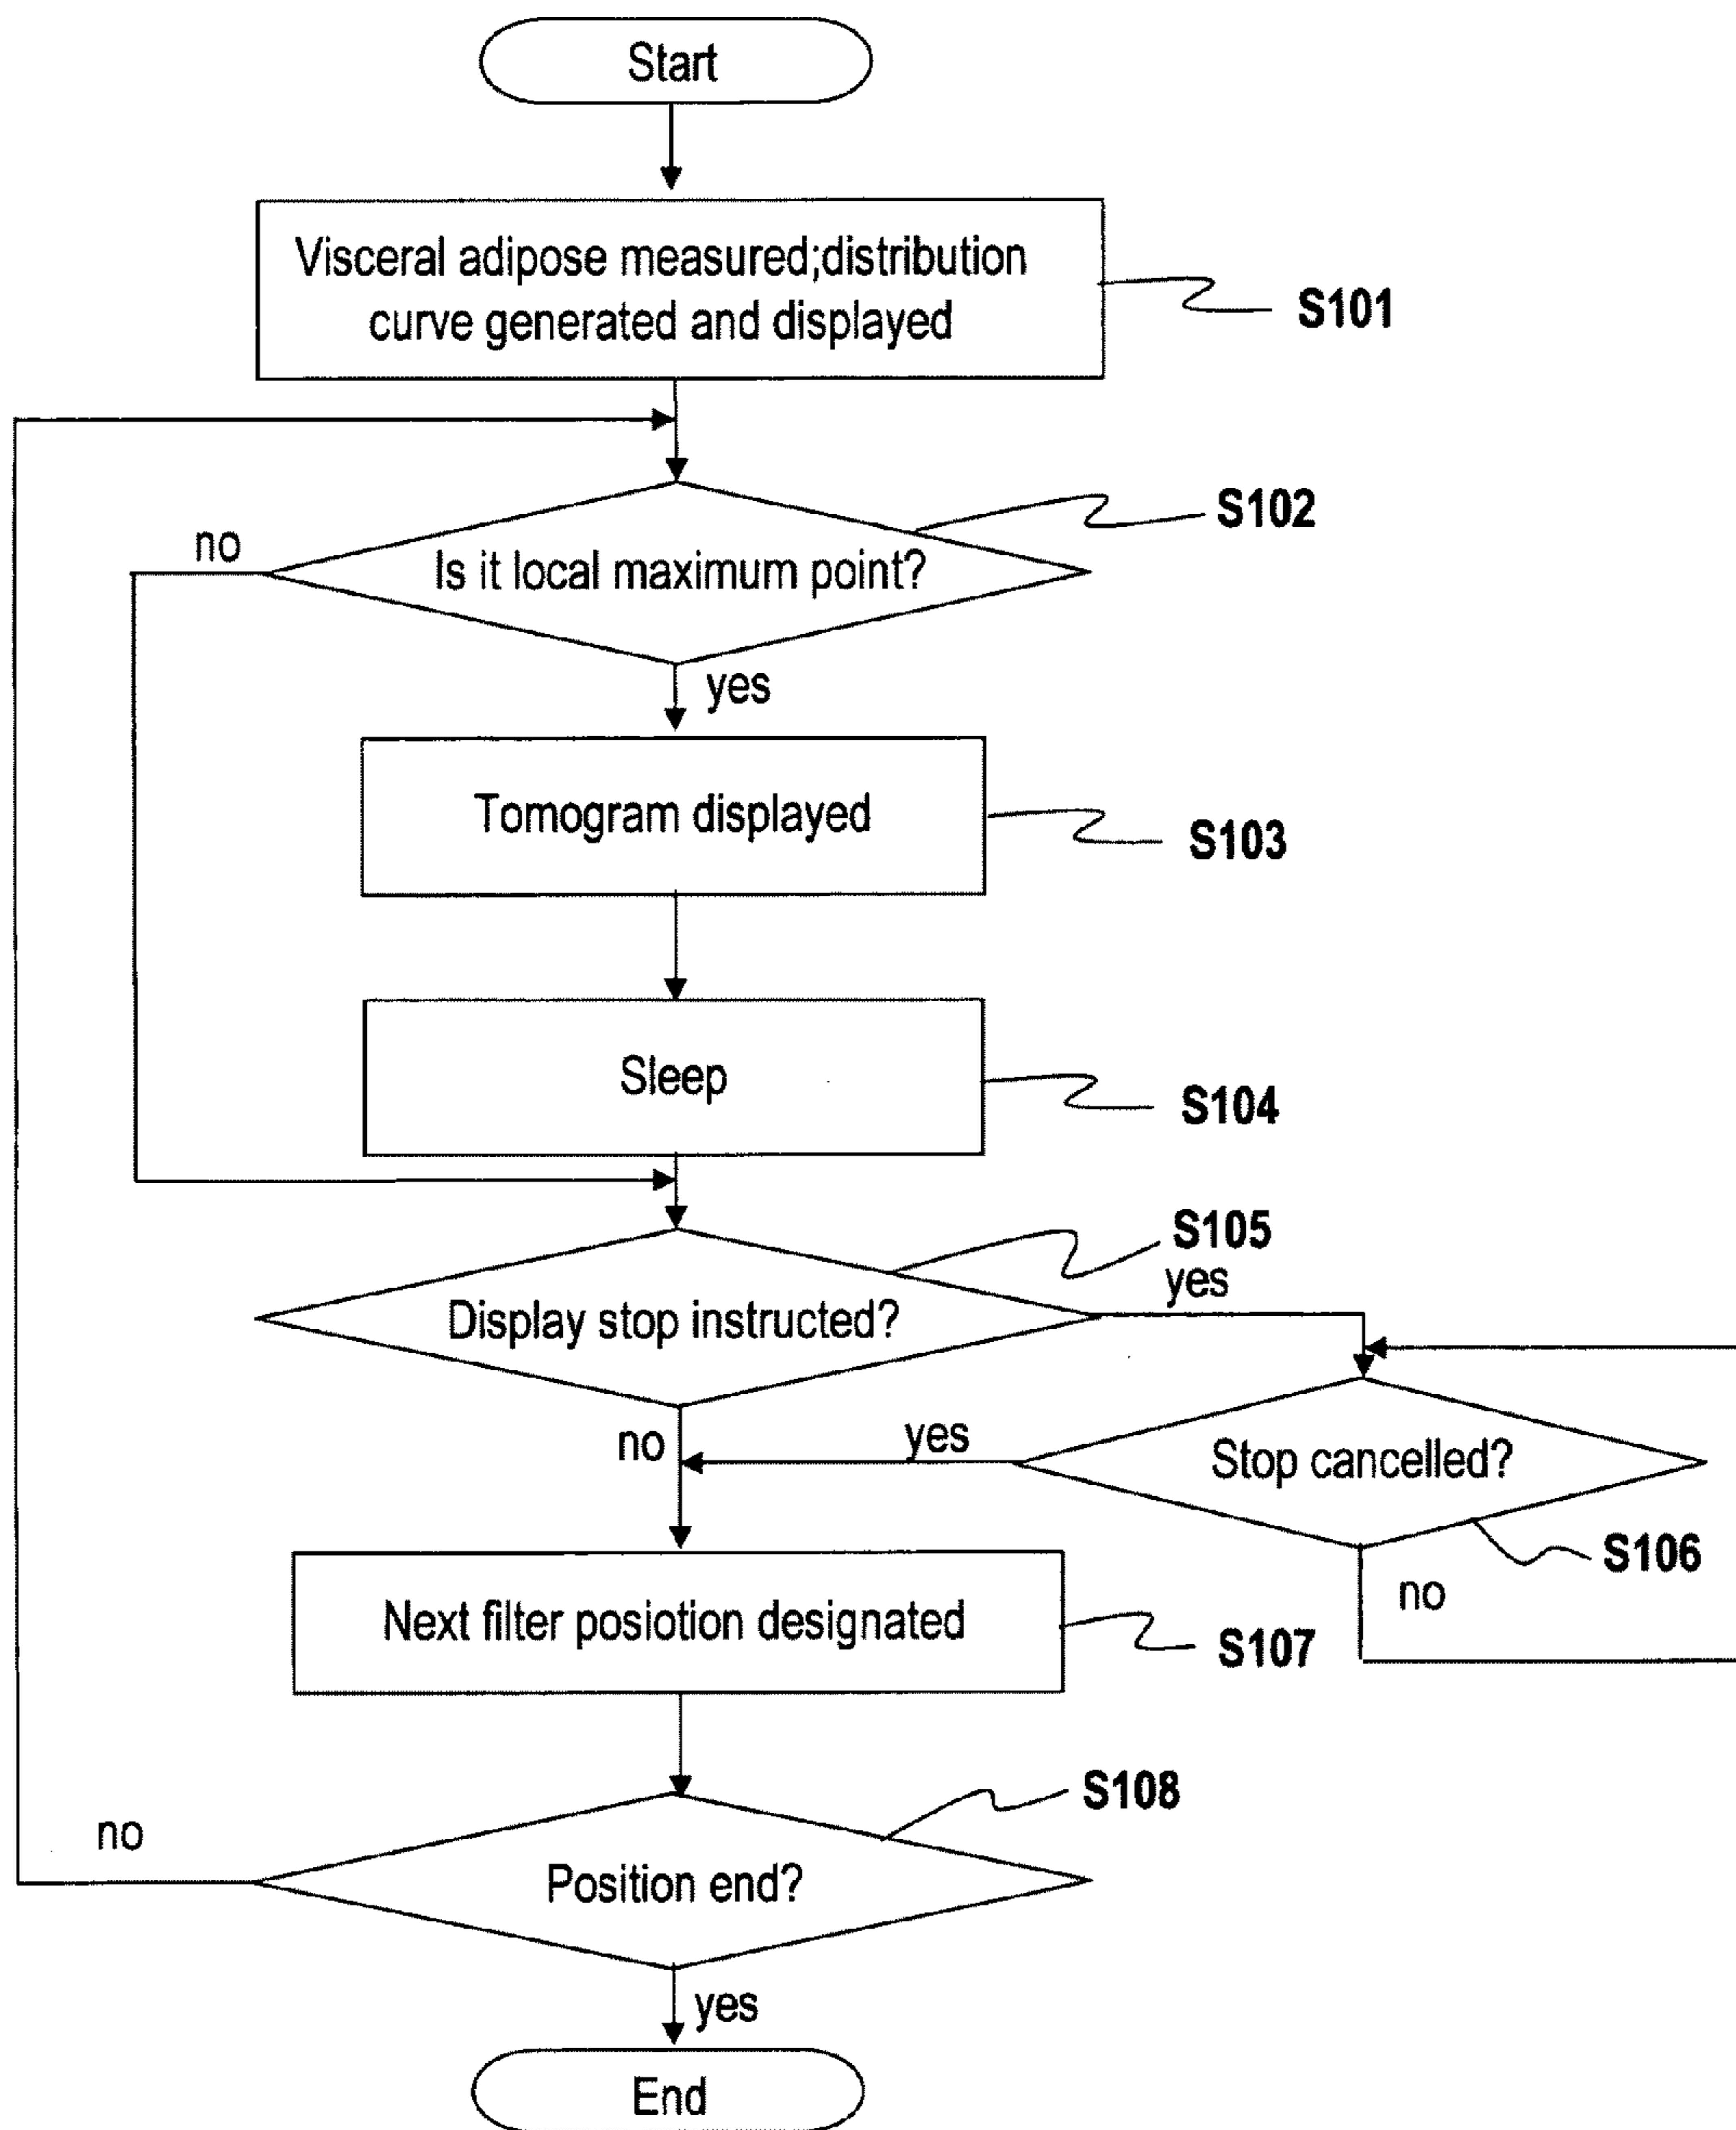 Start
Visceral adipose measured;distribution
curve generated and displayed
S101
S102
no
Is it local maximum point?
yes
Tomogram displayed
S103
Sleep
S104
S105
yes
Display stop instructed?
no
yes
Stop cancelled?
S106
no
Next filter posiotion designated
S107
S108
no
Position end?
yes
End